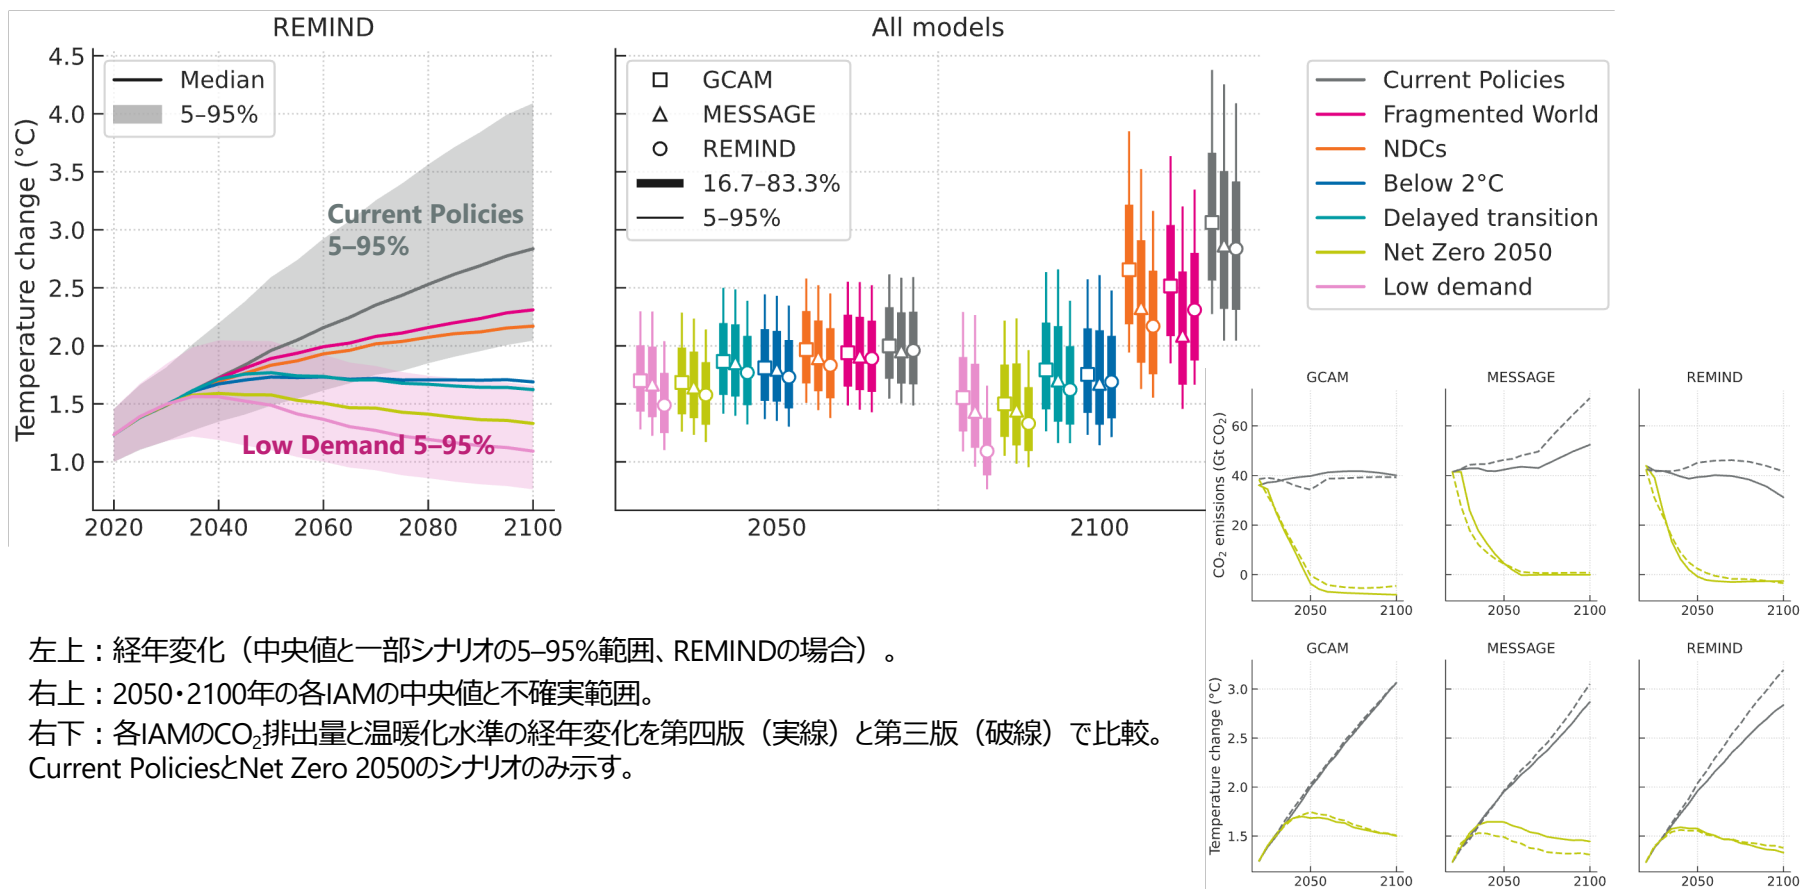 REMIND
All models
Temperature change (°C)
4.5
4.0
3.5
3.0
2.5
2.0
1.5
1.0
Median
5–95%
Current Policies
5–95%
Low Demand 5–95%
2020
2040
2060
2080
2100
GCAM
MESSAGE
REMIND
16.7–83.3%
5–95%
2050
2100
Current Policies
Fragmented World
NDCs
Below 2°C
Delayed transition
Net Zero 2050
Low demand
GCAM
MESSAGE
REMIND
CO₂ emissions (Gt CO₂)
60
40
20
0
2050
2100
2050
2100
2050
2100
GCAM
MESSAGE
REMIND
Temperature change (°C)
3.0
2.5
2.0
1.5
2050
2100
2050
2100
2050
2100
左上：経年変化（中央値と一部シナリオの5–95%範囲、REMINDの場合）。
右上：2050・2100年の各IAMの中央値と不確実範囲。
右下：各IAMのCO₂排出量と温暖化水準の経年変化を第四版（実線）と第三版（破線）で比較。
Current PoliciesとNet Zero 2050のシナリオのみ示す。